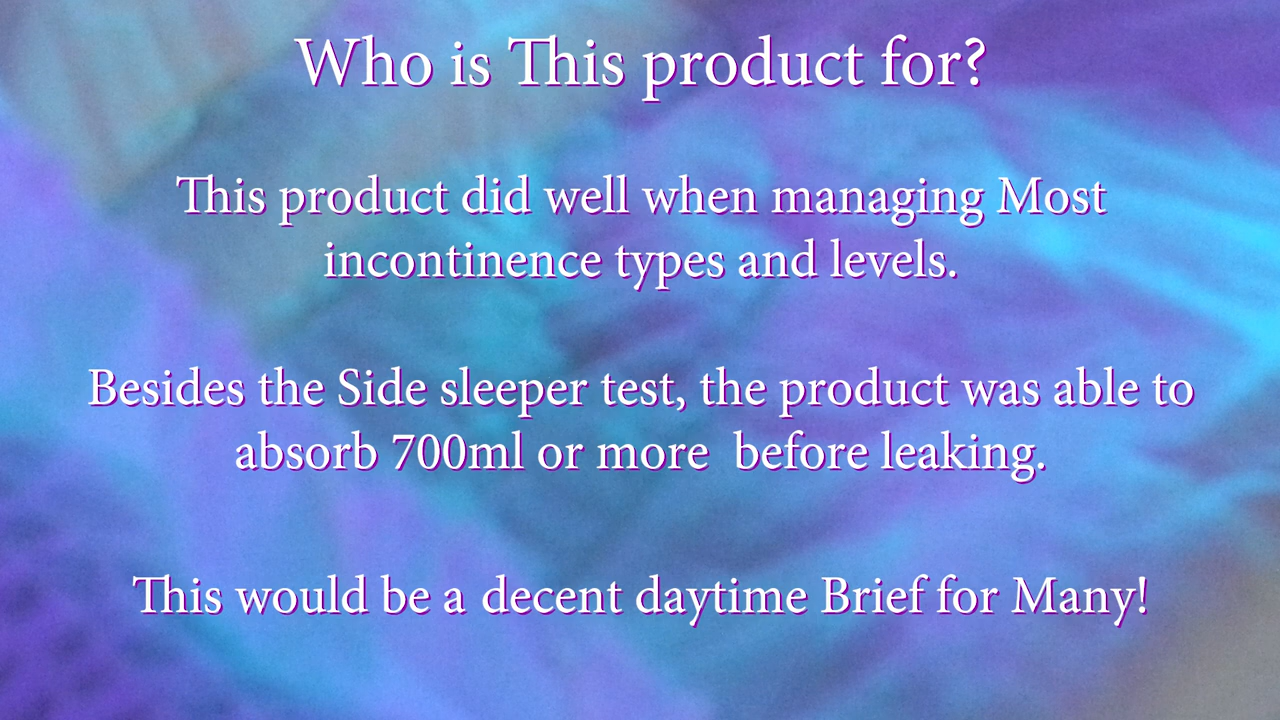 Who is This product for?
This product did well when managing Most
incontinence types and levels.
Besides the Side sleeper test, the product was able to
absorb 700ml or more  before leaking.
This would be a decent daytime Brief for Many!